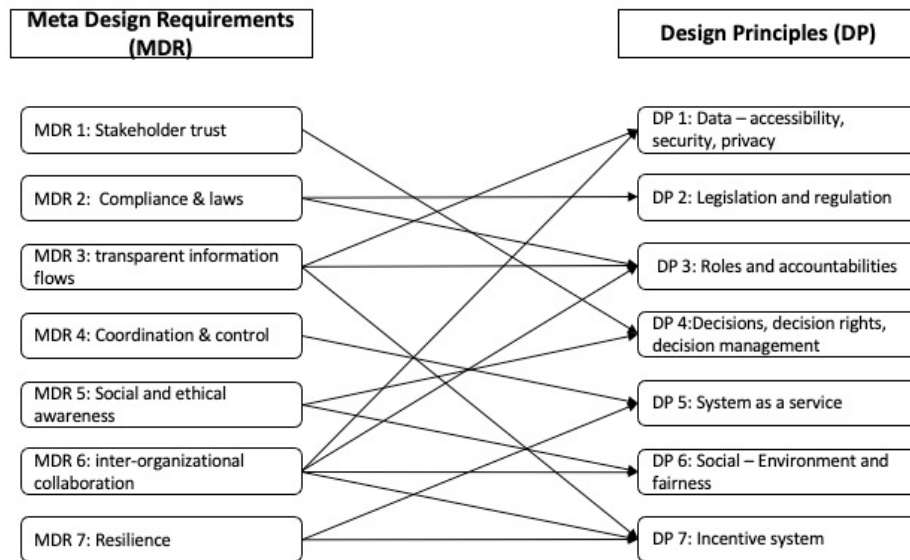 Meta Design Requirements
(MDR)
Design Principles (DP)
MDR 1: Stakeholder trust
MDR 2:  Compliance & laws
MDR 3: transparent information
flows
MDR 4: Coordination & control
MDR 5: Social and ethical
awareness
MDR 6: inter-organizational
collaboration
MDR 7: Resilience
DP 1: Data – accessibility,
security, privacy
DP 2: Legislation and regulation
DP 3: Roles and accountabilities
DP 4:Decisions, decision rights,
decision management
DP 5: System as a service
DP 6: Social – Environment and
fairness
DP 7: Incentive system